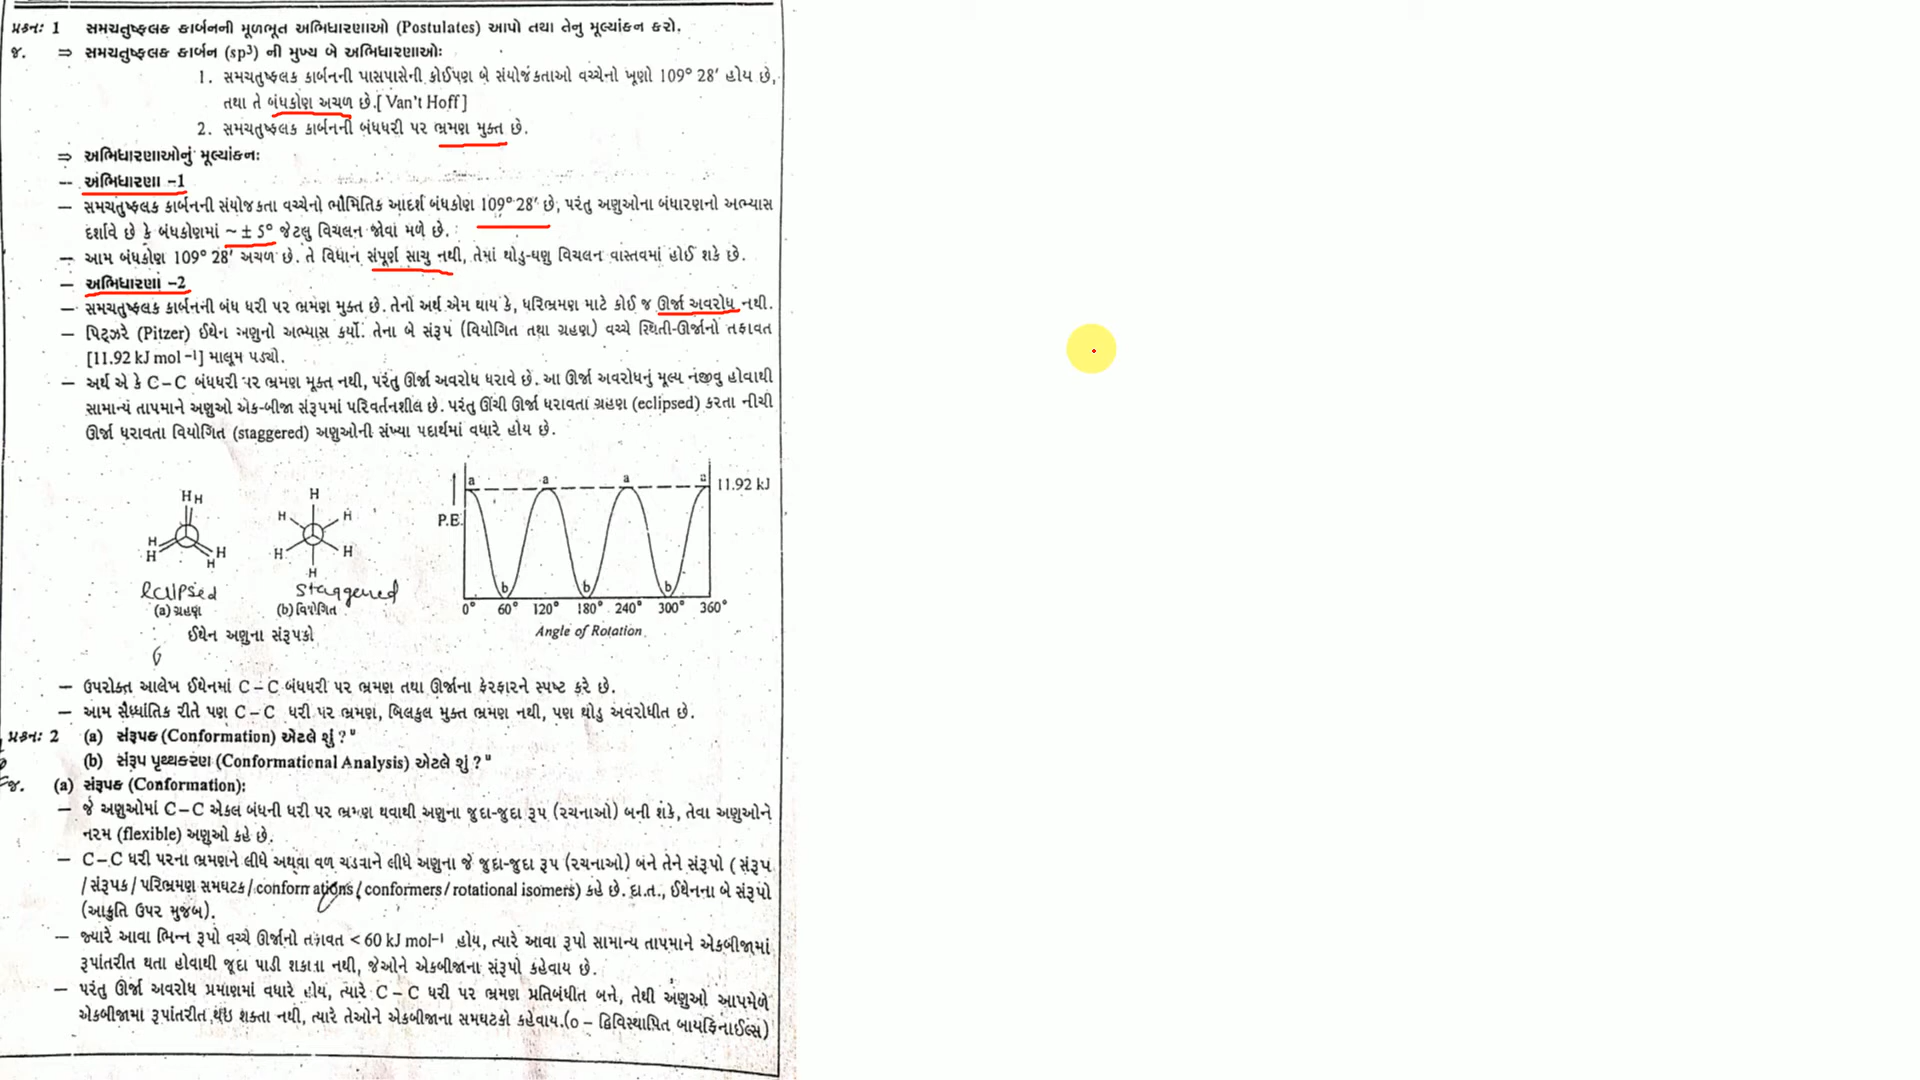 પ્રશ્નઃ 1 સમચતુષ્ફલક કાર્બનની મૂળભૂત અભિધારણાઓ (Postulates) આપો તથા તેનુ મૂલ્યાંકન કરો.
જ. ⇒ સમચતુષ્ફલક કાર્બન (sp³) ની મુખ્ય બે અભિધારણાઓઃ
1. સમચતુષ્ફલક કાર્બનની પાસપાસેની કોઈપણ બે સંયોજકતાઓ વચ્ચેનો ખૂણો 109° 28′ હોય છે,
તથા તે બંધકોણ અચળ છે.[ Van't Hoff ]
2. સમચતુષ્ફલક કાર્બનની બંધધરી પર ભ્રમણ મુક્ત છે.
⇒ અભિધારણાઓનું મૂલ્યાંકનઃ
– અભિધારણા –1
– સમચતુષ્ફલક કાર્બનની સંયોજકતા વચ્ચેનો ભૌમિતિક આદર્શ બંધકોણ 109° 28′ છે, પરંતુ અણુઓના બંધારણનો અભ્યાસ
દર્શાવે છે કે બંધકોણમાં ~ ± 5° જેટલુ વિચલન જોવા મળે છે.
– આમ બંધકોણ 109° 28′ અચળ છે. તે વિધાન સંપૂર્ણ સાચુ નથી, તેમાં થોડુ-ઘણુ વિચલન વાસ્તવમાં હોઈ શકે છે.
– અભિધારણા –2
– સમચતુષ્ફલક કાર્બનની બંધ ધરી પર ભ્રમણ મુક્ત છે. તેનો અર્થ એમ થાય કે, ધરિભ્રમણ માટે કોઈ જ ઊર્જા અવરોધ નથી.
– પિટ્ઝરે (Pitzer) ઈથેન અણુનો અભ્યાસ કર્યો. તેના બે સંરૂપ (વિયોગિત તથા ગ્રહણ) વચ્ચે સ્થિતી-ઊર્જાનો તફાવત
[11.92 kJ mol –¹] માલૂમ પડ્યો.
– અર્થ એ કે C – C બંધધરી પર ભ્રમણ મૂક્ત નથી, પરંતુ ઊર્જા અવરોધ ધરાવે છે. આ ઊર્જા અવરોધનું મૂલ્ય નજીવુ હોવાથી
સામાન્ય તાપમાને અણુઓ એક-બીજા સંરૂપમાં પરિવર્તનશીલ છે. પરંતુ ઊંચી ઊર્જા ધરાવતા ગ્રહણ (eclipsed) કરતા નીચી
ઊર્જા ધરાવતા વિયોગિત (staggered) અણુઓની સંખ્યા પદાર્થમાં વધારે હોય છે.
H H
H H
H H
H H
H
H H
H H
H
eclipsed staggered
(a) ગ્રહણ (b) વિયોગિત
ઈથેન અણુના સંરૂપકો
a a a a 11.92 kJ
P.E.
b b b
0° 60° 120° 180° 240° 300° 360°
Angle of Rotation
– ઉપરોક્ત આલેખ ઈથેનમાં C – C બંધધરી પર ભ્રમણ તથા ઊર્જાના ફેરફારને સ્પષ્ટ કરે છે.
– આમ સૈધ્ધાંતિક રીતે પણ C – C ધરી પર ભ્રમણ, બિલકુલ મુક્ત ભ્રમણ નથી, પણ થોડુ અવરોધીત છે.
પ્રશ્નઃ 2 (a) સંરૂપક (Conformation) એટલે શું ?
(b) સંરૂપ પૃથ્થકરણ (Conformational Analysis) એટલે શું ?
જ. (a) સંરૂપક (Conformation):
– જે અણુઓમાં C – C એકલ બંધની ધરી પર ભ્રમણ થવાથી અણુના જુદા-જુદા રૂપ (રચનાઓ) બની શકે, તેવા અણુઓને
નરમ (flexible) અણુઓ કહે છે.
– C – C ધરી પરના ભ્રમણને લીધે અથવા વળ ચડવાને લીધે અણુના જે જુદા-જુદા રૂપ (રચનાઓ) બને તેને સંરૂપો ( સંરૂપ
/ સંરૂપક / પરિભ્રમણ સમઘટક / conformations / conformers / rotational isomers) કહે છે. દા.ત., ઈથેનના બે સંરૂપો
(આકૃતિ ઉપર મુજબ).
– જ્યારે આવા ભિન્ન રૂપો વચ્ચે ઊર્જાનો તફાવત < 60 kJ mol–¹ હોય, ત્યારે આવા રૂપો સામાન્ય તાપમાને એકબીજામાં
રૂપાંતરીત થતા હોવાથી જૂદા પાડી શકાતા નથી, જેઓને એકબીજાના સંરૂપો કહેવાય છે.
– પરંતુ ઊર્જા અવરોધ પ્રમાણમાં વધારે હોય, ત્યારે C – C ધરી પર ભ્રમણ પ્રતિબંધીત બને, તેથી અણુઓ આપમેળે
એકબીજામાં રૂપાંતરીત થઇ શક્તા નથી, ત્યારે તેઓને એકબીજાના સમઘટકો કહેવાય.(o – દ્વિવિસ્થાપિત બાયફિનાઈલ્સ)